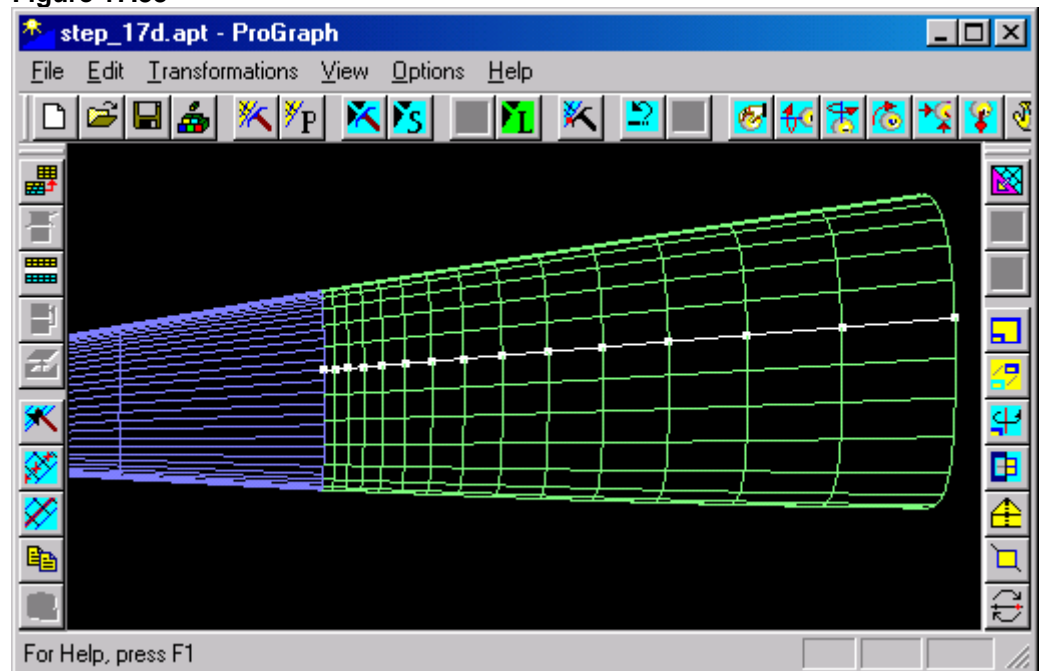 step_17d.apt - ProGraph
File Edit Transformations View Options Help
P S L
For Help, press F1